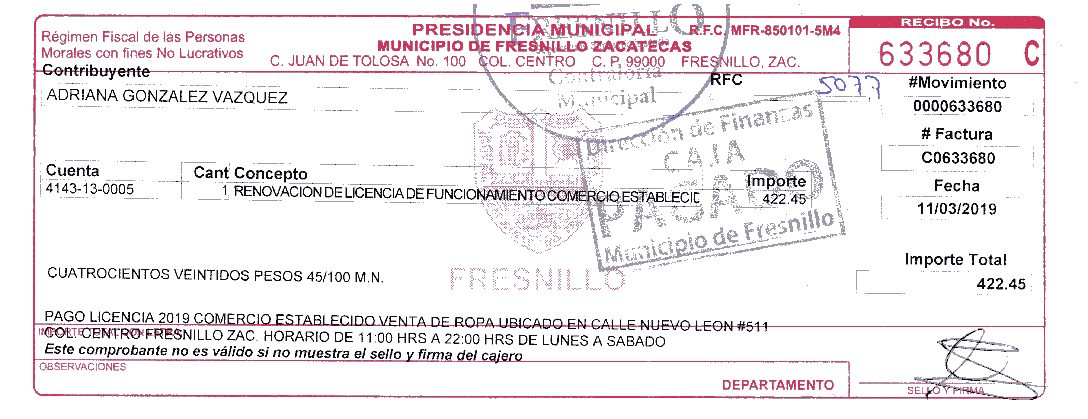 Régimen Fiscal de las Personas
Morales con fines No Lucrativos
PRESIDENCIA MUNICIPAL
MUNICIPIO DE FRESNILLO ZACATECAS
C. JUAN DE TOLOSA No. 100 COL. CENTRO C. P. 99000 FRESNILLO, ZAC.
R.F.C. MFR-850101-5M4
RECIBO No.
633680 C
FRESNILLO
Contraloría
Municipal
Contribuyente
ADRIANA GONZALEZ VAZQUEZ
RFC
5077
#Movimiento
0000633680
# Factura
C0633680
Fecha
11/03/2019
Dirección de Finanzas
CAJA
PAGADO
Municipio de Fresnillo
Cuenta Cant Concepto Importe
4143-13-0005 1 RENOVACION DE LICENCIA DE FUNCIONAMIENTO COMERCIO ESTABLECID 422.45
Importe Total
422.45
CUATROCIENTOS VEINTIDOS PESOS 45/100 M.N.
FRESNILLO
PAGO LICENCIA 2019 COMERCIO ESTABLECIDO VENTA DE ROPA UBICADO EN CALLE NUEVO LEON #511
COL. CENTRO FRESNILLO ZAC. HORARIO DE 11:00 HRS A 22:00 HRS DE LUNES A SABADO
Este comprobante no es válido si no muestra el sello y firma del cajero
OBSERVACIONES
DEPARTAMENTO
SELLO Y FIRMA